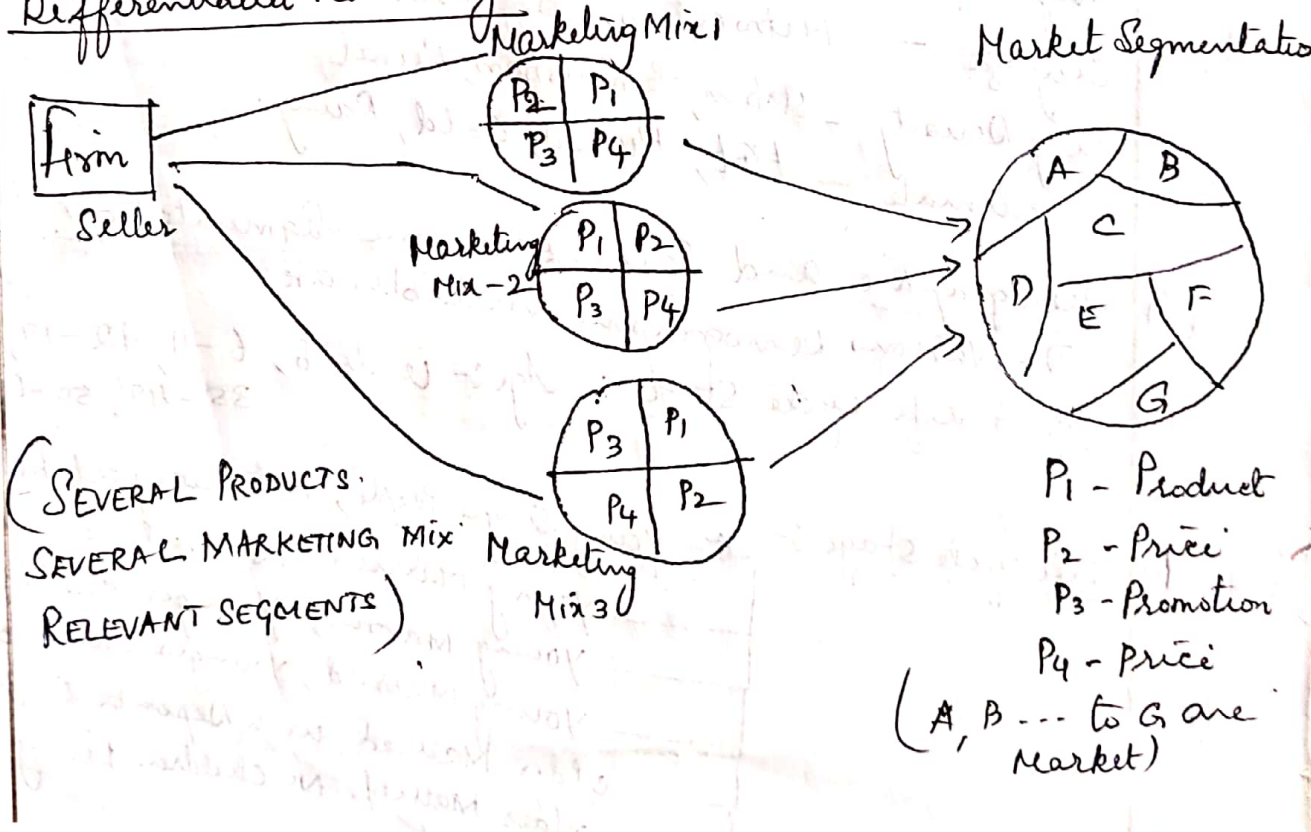 Marketing Mix 1
Market Segmentatio
Firm
Seller
P2 P1
P3 P4
Marketing
Mix-2
P1 P2
P3 P4
A B
C
D E F
G
P3 P1
P4 P2
Marketing
Mix 3
(SEVERAL PRODUCTS.
SEVERAL MARKETING MIX
RELEVANT SEGMENTS)
P1 - Product
P2 - Price
P3 - Promotion
P4 - Price
(A, B ... to G are
Market)